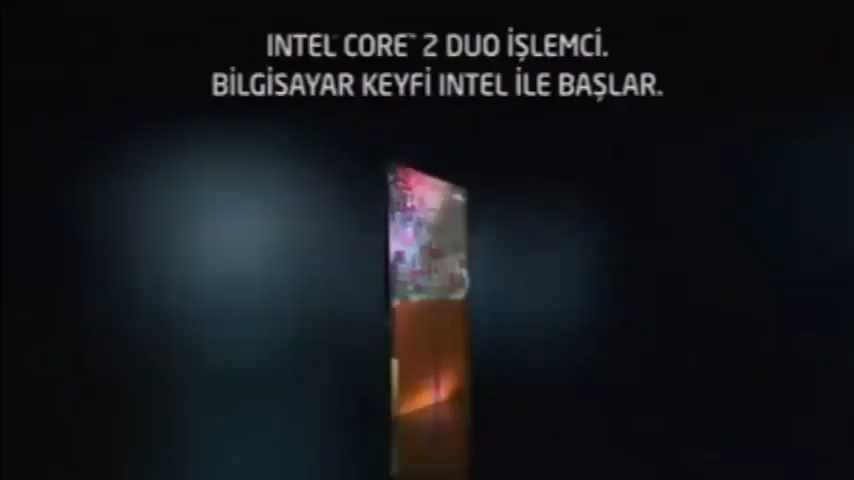 INTEL CORE™ 2 DUO İŞLEMCİ.
BİLGİSAYAR KEYFİ INTEL İLE BAŞLAR.